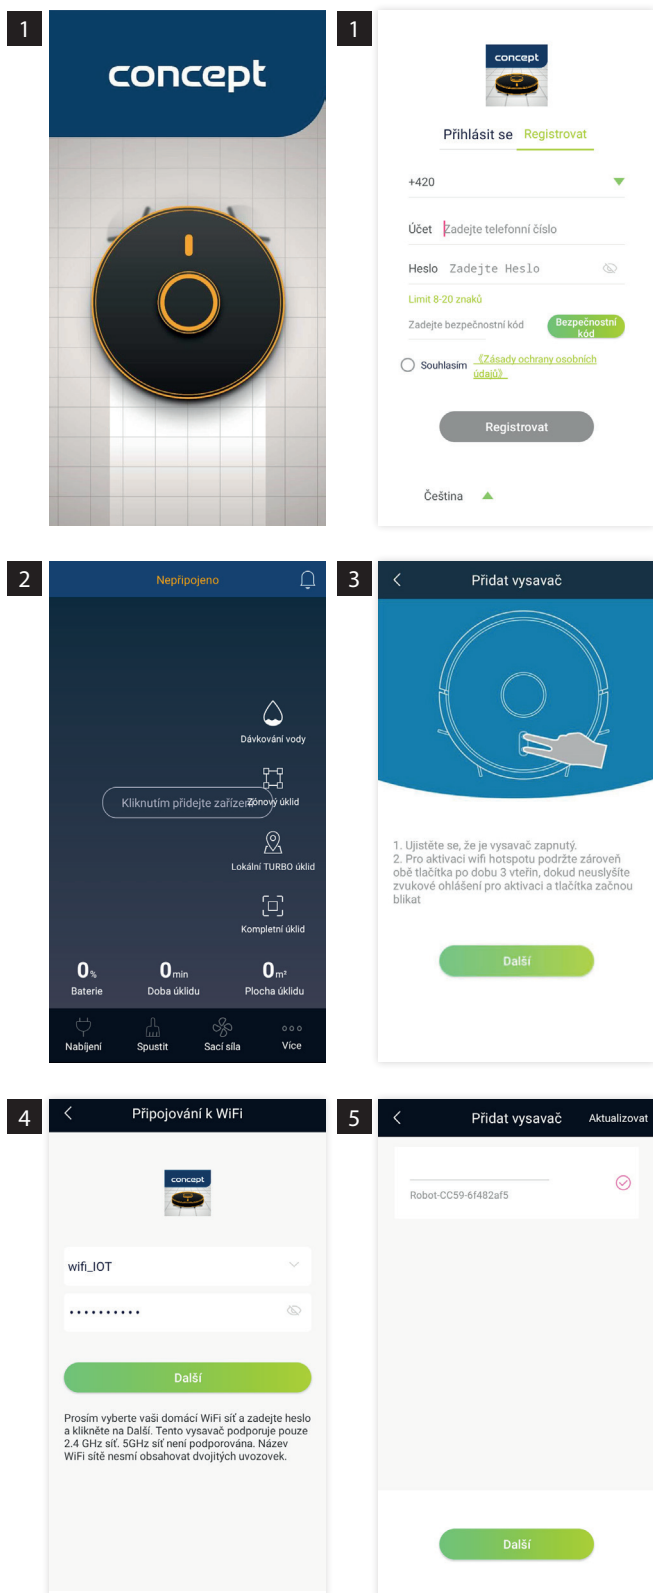 1
concept
1
concept
Přihlásit se Registrovat
+420
Účet Zadejte telefonní číslo
Heslo Zadejte Heslo
Limit 8-20 znaků
Zadejte bezpečnostní kód
Bezpečnostní
kód
Souhlasím 《Zásady ochrany osobních
údajů》
Registrovat
Čeština
2
Nepřipojeno
Dávkování vody
Kliknutím přidejte zařízení
Zónový úklid
Lokální TURBO úklid
Kompletní úklid
0% 0min 0m²
Baterie Doba úklidu Plocha úklidu
Nabíjení Spustit Sací síla Více
3
Přidat vysavač
1. Ujistěte se, že je vysavač zapnutý.
2. Pro aktivaci wifi hotspotu podržte zároveň
obě tlačítka po dobu 3 vteřin, dokud neuslyšíte
zvukové ohlášení pro aktivaci a tlačítka začnou
blikat
Další
4
Připojování k WiFi
concept
wifi_IOT
••••••••••
Další
Prosím vyberte vaši domácí WiFi síť a zadejte heslo
a klikněte na Další. Tento vysavač podporuje pouze
2.4 GHz síť. 5GHz síť není podporována. Název
WiFi sítě nesmí obsahovat dvojitých uvozovek.
5
Přidat vysavač Aktualizovat
Robot-CC59-6f482af5
Další